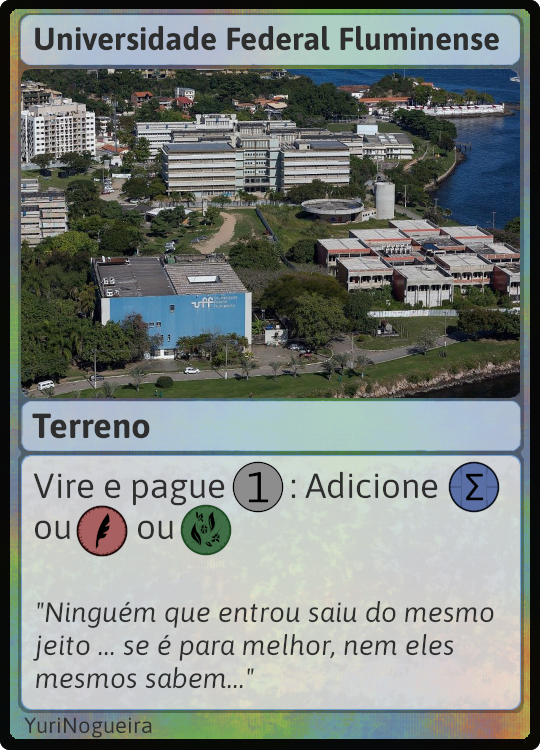 Universidade Federal Fluminense
uff
Terreno
Vire e pague 1 : Adicione Σ
ou ou
"Ninguém que entrou saiu do mesmo
jeito ... se é para melhor, nem eles
mesmos sabem..."
YuriNogueira